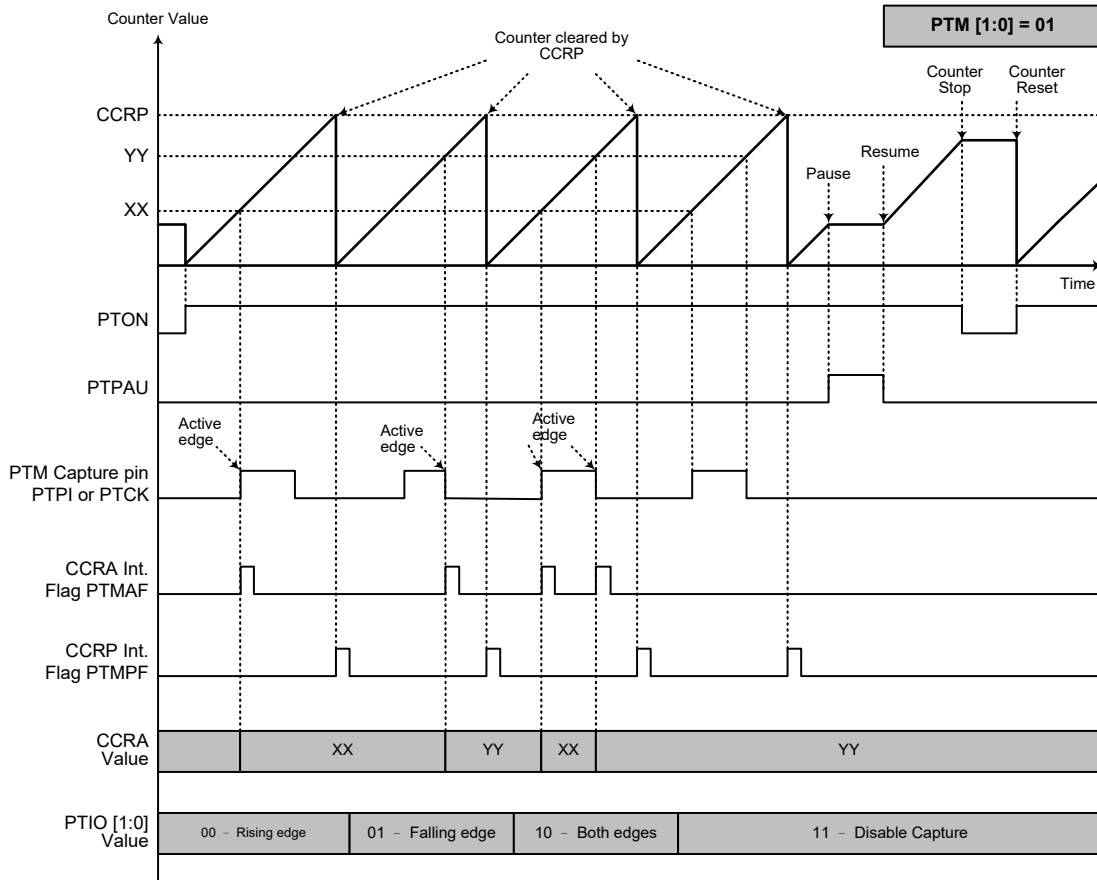 Counter Value
PTM [1:0] = 01
Counter cleared by
CCRP
Counter
Stop
Counter
Reset
CCRP
YY
Resume
Pause
XX
Time
PTON
PTPAU
Active
edge
Active
edge
Active
edge
PTM Capture pin
PTPI or PTCK
CCRA Int.
Flag PTMAF
CCRP Int.
Flag PTMPF
CCRA
Value
XX
YY
XX
YY
PTIO [1:0]
Value
00 – Rising edge
01 – Falling edge
10 – Both edges
11 – Disable Capture